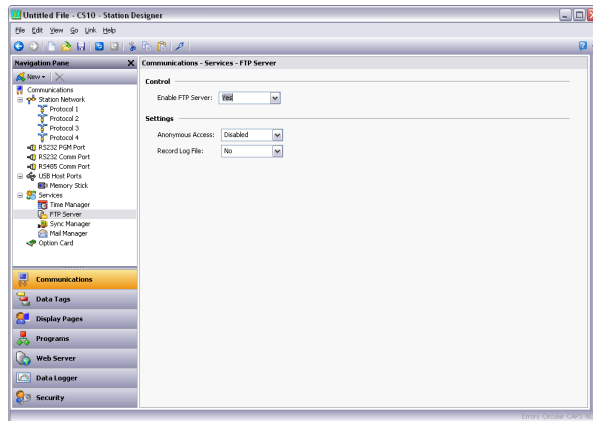 Untitled File - CS10 - Station Designer
File Edit View Go Link Help
Navigation Pane X
Communications - Services - FTP Server
New
Communications
Station Network
Protocol 1
Protocol 2
Protocol 3
Protocol 4
RS232 PGM Port
RS232 Comm Port
RS485 Comm Port
USB Host Ports
Memory Stick
Services
Time Manager
FTP Server
Sync Manager
Mail Manager
Option Card
Control
Enable FTP Server: Yes
Settings
Anonymous Access: Disabled
Record Log File: No
Communications
Data Tags
Display Pages
Programs
Web Server
Data Logger
Security
Errors Circular CAPS